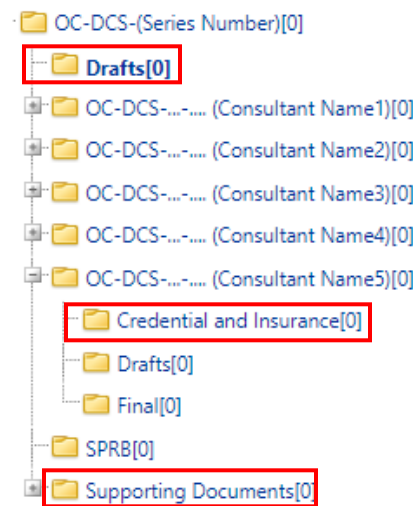 OC-DCS-(Series Number)[0]
Drafts[0]
OC-DCS-...-.... (Consultant Name1)[0]
OC-DCS-...-.... (Consultant Name2)[0]
OC-DCS-...-.... (Consultant Name3)[0]
OC-DCS-...-.... (Consultant Name4)[0]
OC-DCS-...-.... (Consultant Name5)[0]
Credential and Insurance[0]
Drafts[0]
Final[0]
SPRB[0]
Supporting Documents[0]